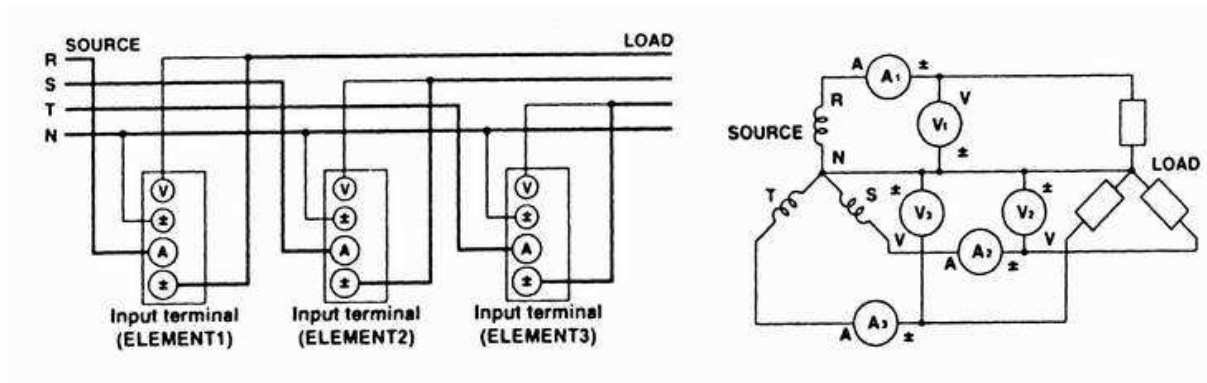 SOURCE
LOAD
R
S
T
N
V
±
A
±
V
±
A
±
V
±
A
±
Input terminal
(ELEMENT1)
Input terminal
(ELEMENT2)
Input terminal
(ELEMENT3)
A
A1
±
R
V
V1
SOURCE
±
N
LOAD
T
S
±
V3
V
±
V2
V
A
A2
±
A
A3
±